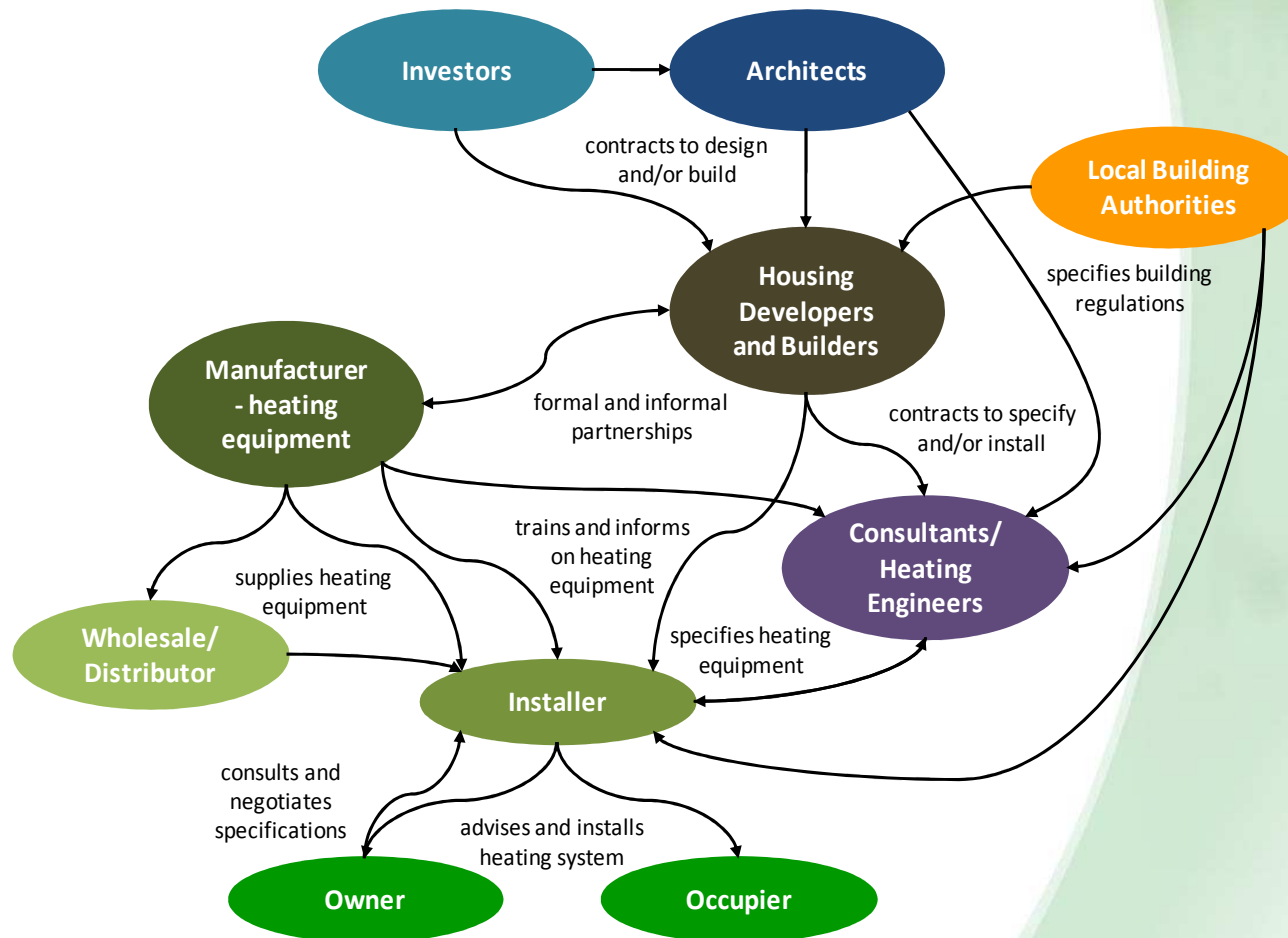 Investors
Architects
contracts to design
and/or build
Local Building
Authorities
specifies building
regulations
Housing
Developers
and Builders
Manufacturer
- heating
equipment
formal and informal
partnerships
contracts to specify
and/or install
trains and informs
on heating
equipment
Consultants/
Heating
Engineers
supplies heating
equipment
Wholesale/
Distributor
specifies heating
equipment
Installer
consults and
negotiates
specifications
advises and installs
heating system
Owner
Occupier